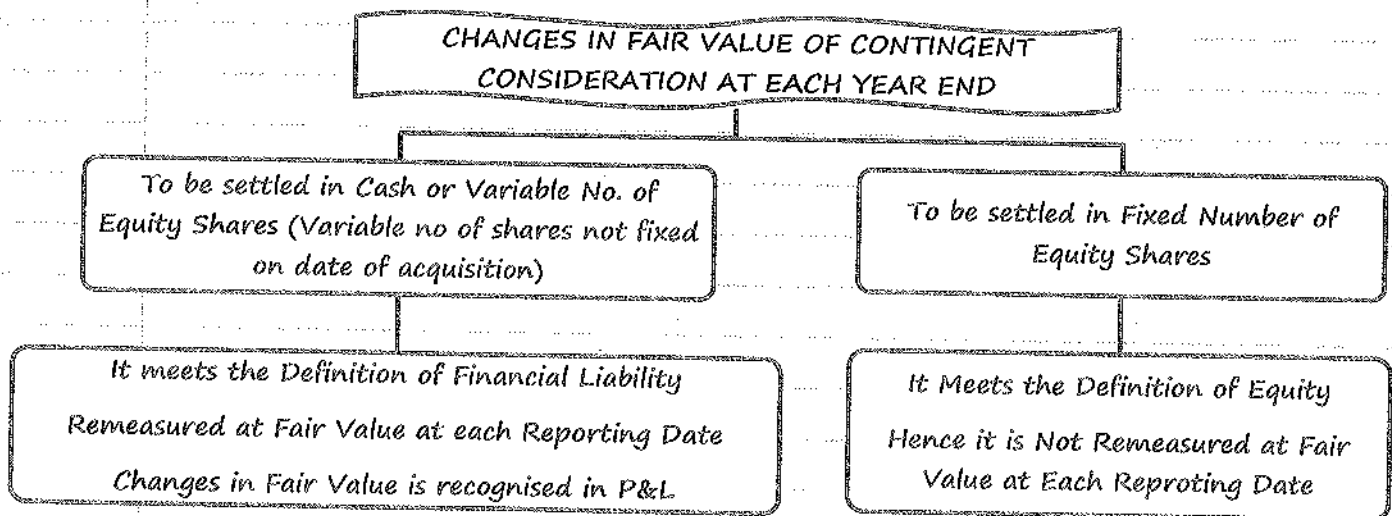 CHANGES IN FAIR VALUE OF CONTINGENT
CONSIDERATION AT EACH YEAR END
To be settled in Cash or Variable No. of
Equity Shares (Variable no of shares not fixed
on date of acquisition)
To be settled in Fixed Number of
Equity Shares
It meets the Definition of Financial Liability
Remeasured at Fair Value at each Reporting Date
Changes in Fair Value is recognised in P&L
It Meets the Definition of Equity
Hence it is Not Remeasured at Fair
Value at Each Reproting Date